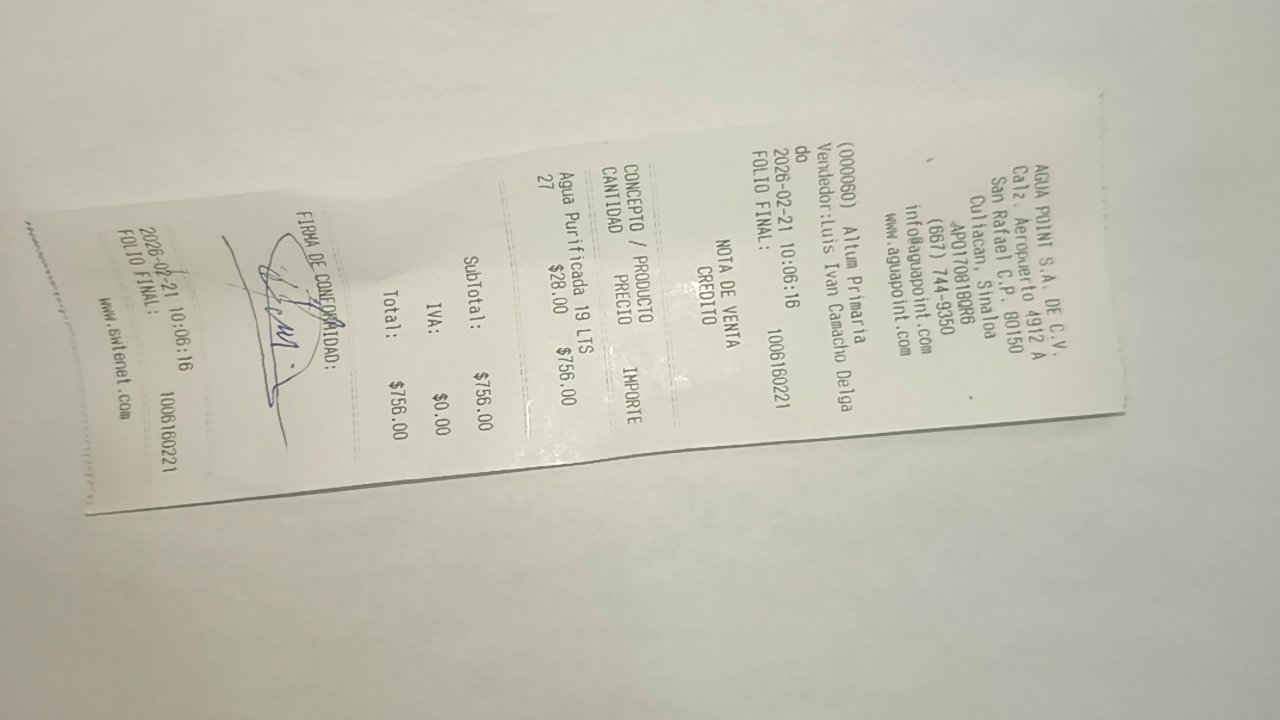 AGUA POINT S.A. DE C.V.
Calz. Aeropuerto 4912 A
San Rafael C.P. 80150
Culiacan, Sinaloa
APO170818QR6
(667) 744-9350
info@aguapoint.com
www.aguapoint.com
(000060) Altum Primaria
Vendedor:Luis Ivan Camacho Delga
do
2026-02-21 10:06:16
FOLIO FINAL: 1006160221
NOTA DE VENTA
CREDITO
CONCEPTO / PRODUCTO
CANTIDAD PRECIO IMPORTE
Agua Purificada 19 LTS
27 $28.00 $756.00
SubTotal: $756.00
IVA: $0.00
Total: $756.00
FIRMA DE CONFORMIDAD:
2026-02-21 10:06:16
FOLIO FINAL: 1006160221
www.swtenet.com